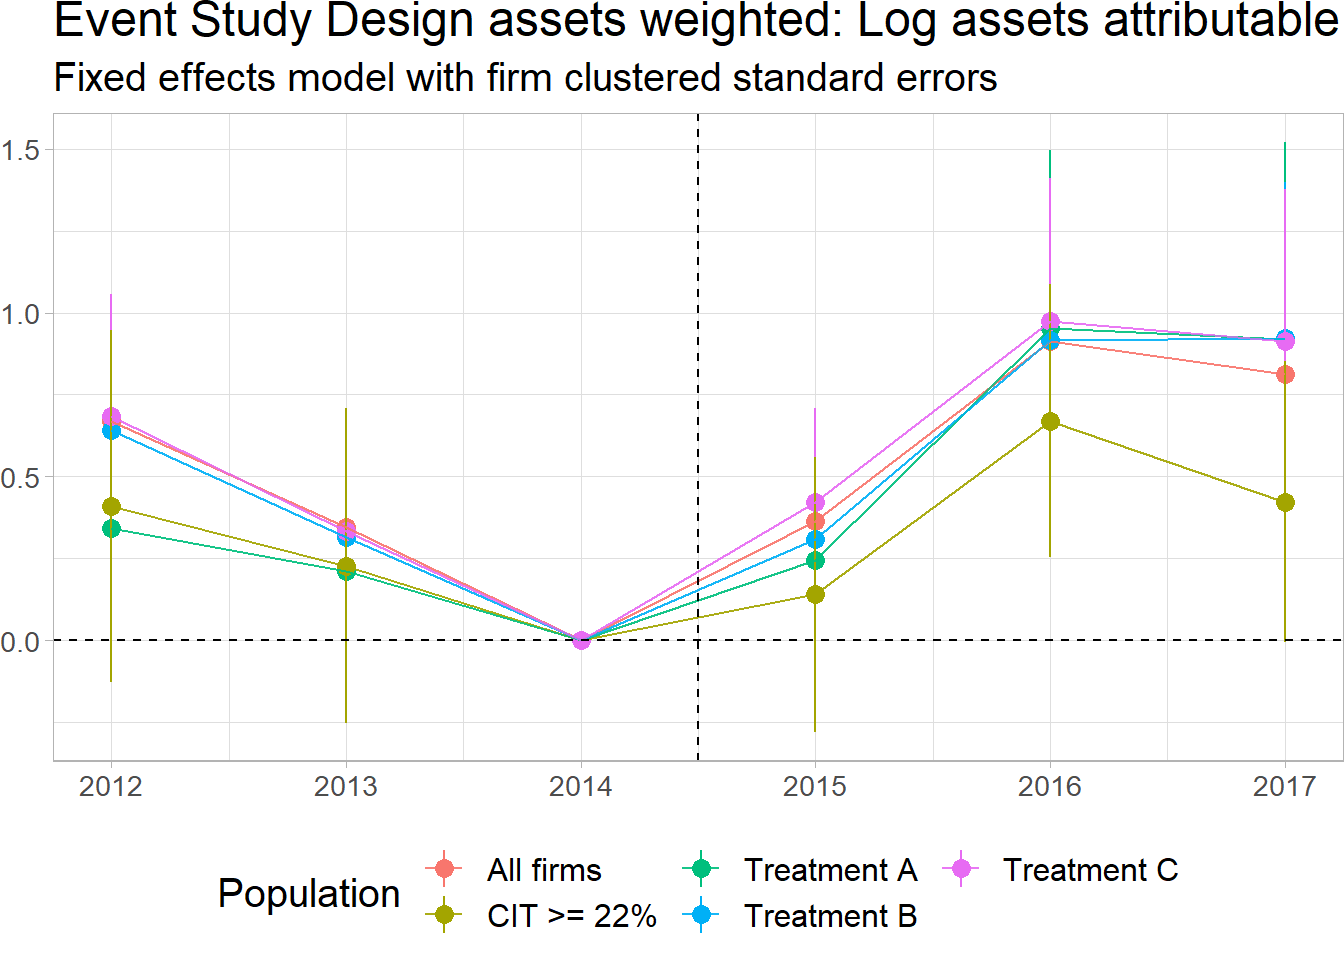 Event Study Design assets weighted: Log assets attributable
Fixed effects model with firm clustered standard errors
1.5
1.0
0.5
0.0
2012 2013 2014 2015 2016 2017
Population
All firms Treatment A Treatment C
CIT >= 22% Treatment B